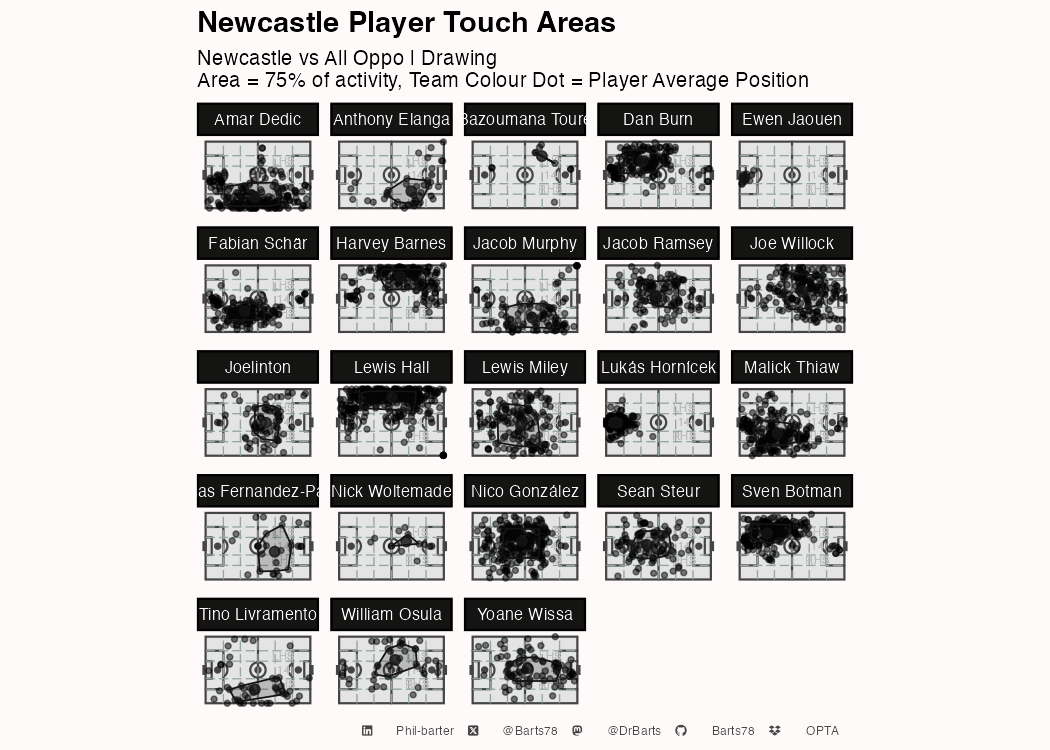 Newcastle Player Touch Areas
Newcastle vs All Oppo | Drawing
Area = 75% of activity, Team Colour Dot = Player Average Position
Amar Dedic Anthony Elanga Bazoumana Toure Dan Burn Ewen Jaouen
Fabian Schär Harvey Barnes Jacob Murphy Jacob Ramsey Joe Willock
Joelinton Lewis Hall Lewis Miley Lukás Hornícek Malick Thiaw
as Fernandez-Pa Nick Woltemade Nico González Sean Steur Sven Botman
Tino Livramento William Osula Yoane Wissa
Phil-barter @Barts78 @DrBarts Barts78 OPTA